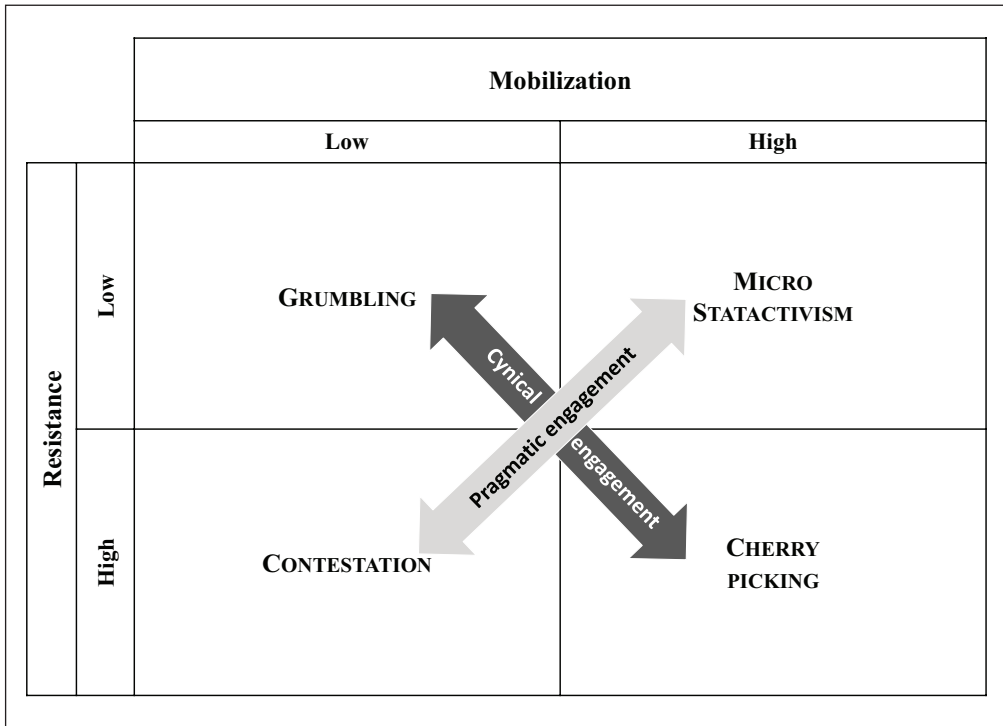 Mobilization
Low
High
Resistance
Low
High
GRUMBLING
MICRO
STATACTIVISM
Cynical
engagement
Pragmatic engagement
CONTESTATION
CHERRY
PICKING